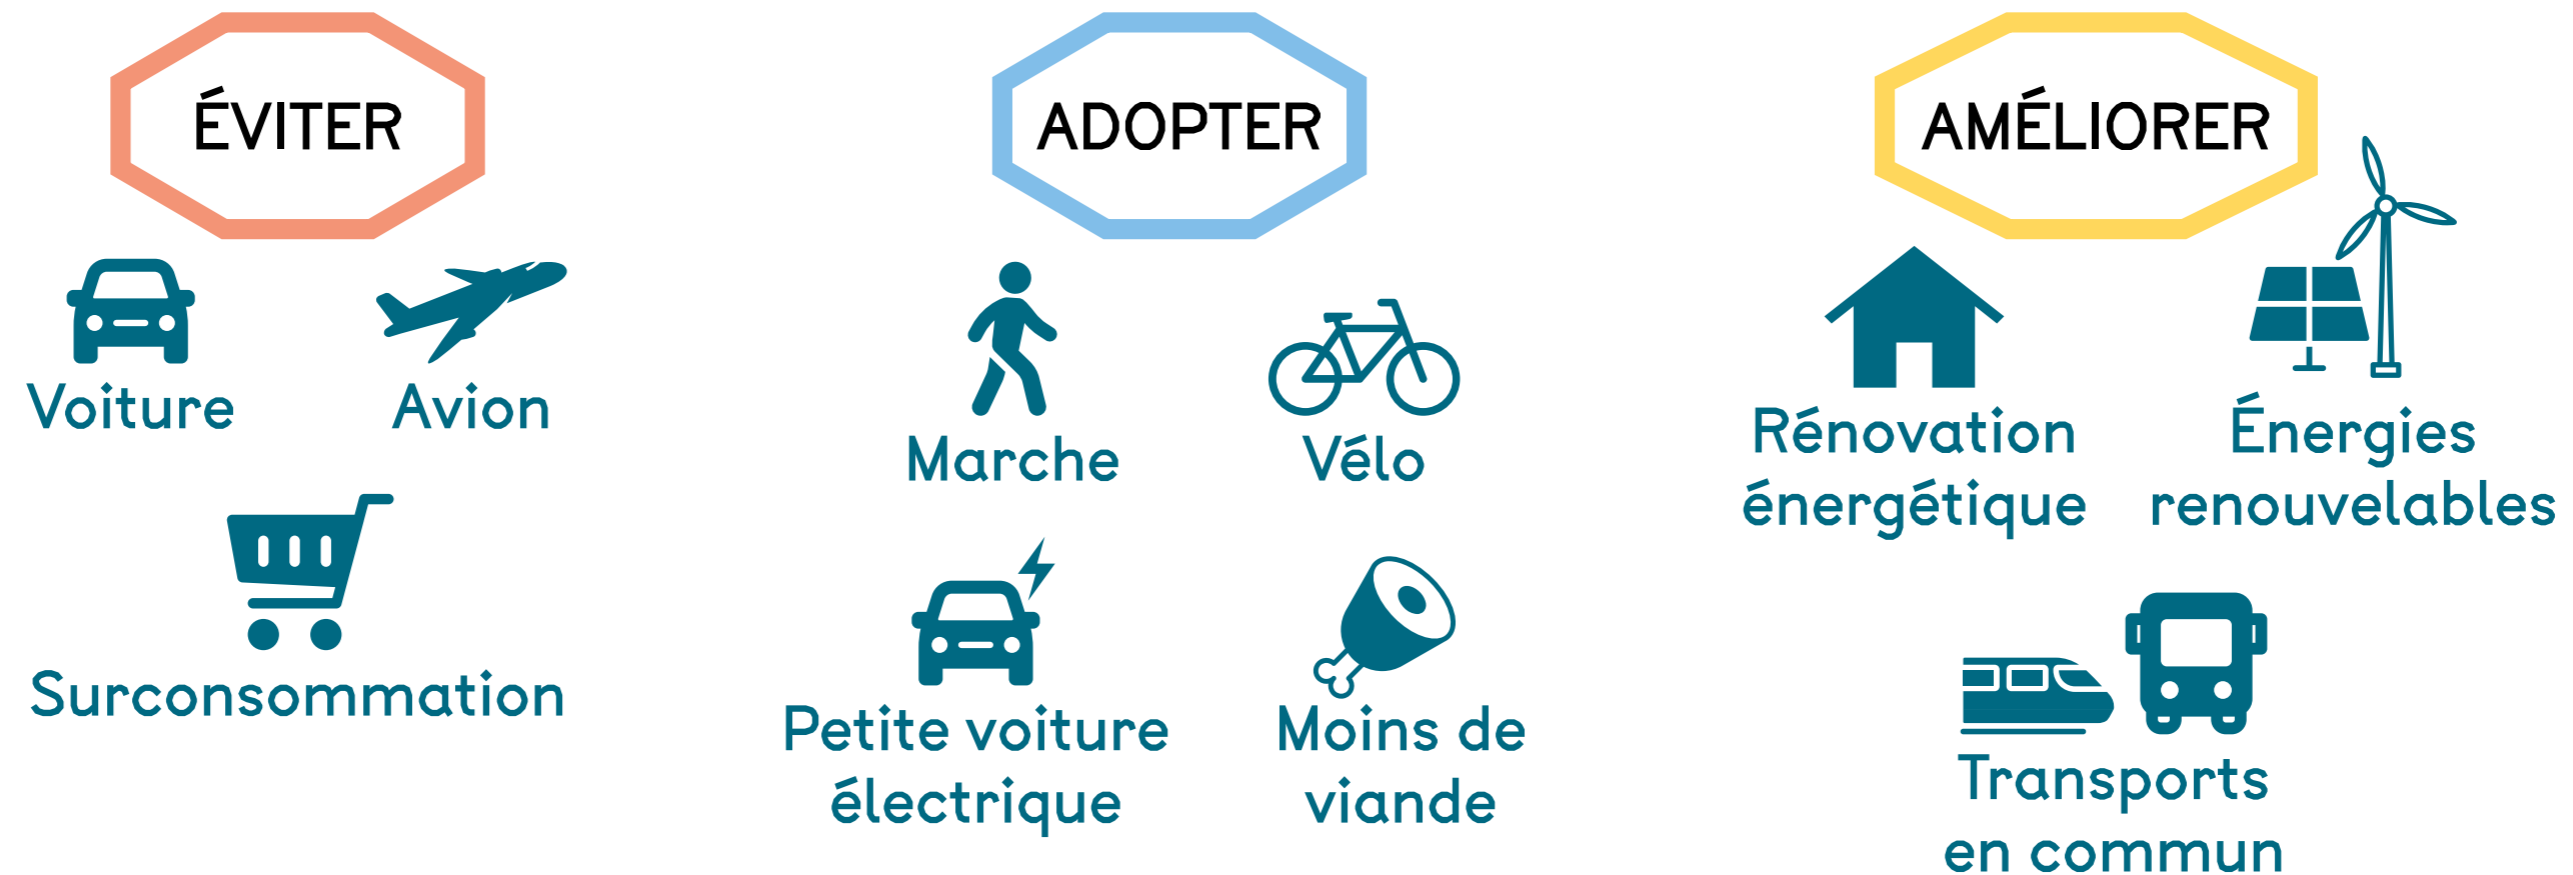 ÉVITER
Voiture
Avion
Surconsommation
ADOPTER
Marche
Vélo
Petite voiture
électrique
Moins de
viande
AMÉLIORER
Rénovation
énergétique
Énergies
renouvelables
Transports
en commun